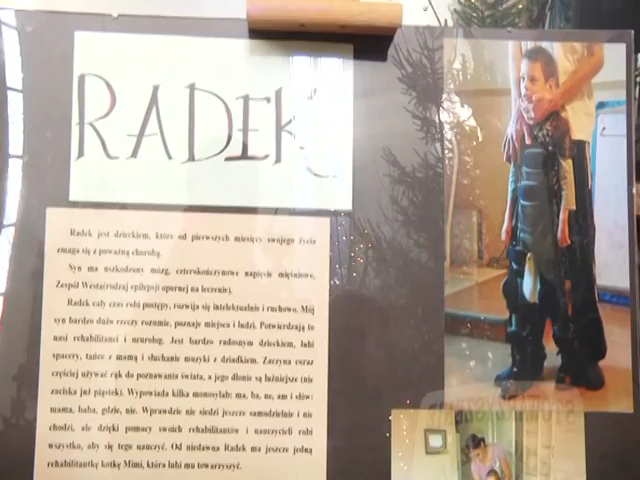 RADEK
Radek jest dzieckiem, które od pierwszych miesięcy swojego życia
zmaga się z poważną chorobą.
Syn ma uszkodzony mózg, czterokończynowe napięcie mięśniowe,
Zespół Westa(rodzaj epilepsji opornej na leczenie).
Radek cały czas robi postępy, rozwija się intelektualnie i ruchowo. Mój
syn bardzo dużo rzeczy rozumie, poznaje miejsca i ludzi. Potwierdzają to
nasi rehabilitanci i neurolog. Jest bardzo radosnym dzieckiem, lubi
spacery, tańce z mamą i słuchanie muzyki z dziadkiem. Zaczyna coraz
częściej używać rąk do poznawania świata, a jego dłonie są luźniejsze (nie
zaciska już piąstek). Wypowiada kilka monosylab: ma, ba, ne, am i słów:
mama, baba, gdzie, nie. Wprawdzie nie siedzi jeszcze samodzielnie i nie
chodzi, ale dzięki pomocy swoich rehabilitantów i nauczycieli robi
wszystko, aby się tego nauczyć. Od niedawna Radek ma jeszcze jedną
rehabilitantkę kotkę Mimi, która lubi mu towarzyszyć.